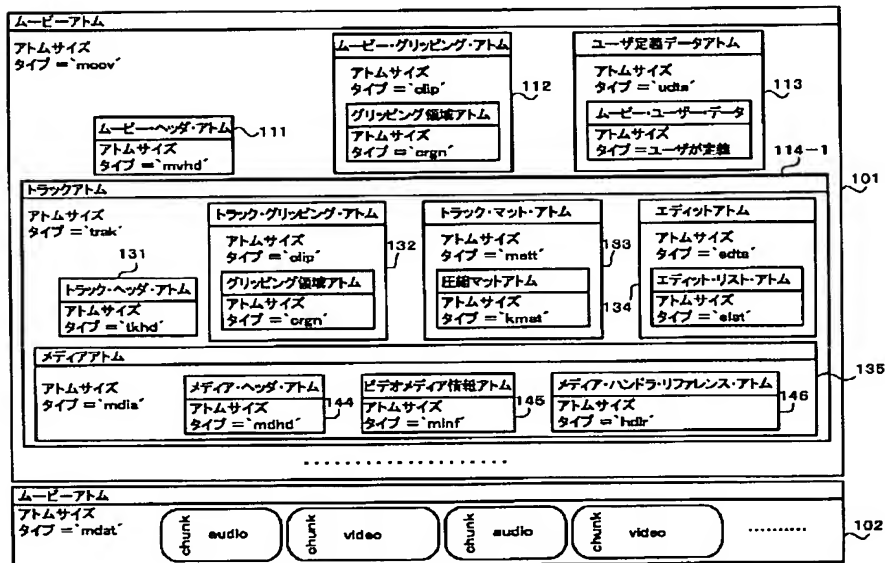 ムービーアトム
アトムサイズ
タイプ=`moov'
ムービー・ヘッダ・アトム
アトムサイズ
タイプ=`mvhd'
111
ムービー・グリッピング・アトム
アトムサイズ
タイプ=`clip'
グリッピング領域アトム
アトムサイズ
タイプ=`crgn'
112
ユーザ定義データアトム
アトムサイズ
タイプ=`udta'
ムービー・ユーザー・データ
アトムサイズ
タイプ=ユーザが定義
113
114-1
101
トラックアトム
アトムサイズ
タイプ=`trak'
131
トラック・ヘッダ・アトム
アトムサイズ
タイプ=`tkhd'
トラック・グリッピング・アトム
アトムサイズ
タイプ=`clip'
グリッピング領域アトム
アトムサイズ
タイプ=`crgn'
132
トラック・マット・アトム
アトムサイズ
タイプ=`matt'
圧縮マットアトム
アトムサイズ
タイプ=`kmat'
133
エディットアトム
アトムサイズ
タイプ=`edts'
エディット・リスト・アトム
アトムサイズ
タイプ=`elst'
134
メディアアトム
アトムサイズ
タイプ=`mdia'
135
メディア・ヘッダ・アトム
アトムサイズ
タイプ=`mdhd'
144
ビデオメディア情報アトム
アトムサイズ
タイプ=`minf'
145
メディア・ハンドラ・リファレンス・アトム
アトムサイズ
タイプ=`hdlr'
146
ムービーアトム
アトムサイズ
タイプ=`mdat'
chunk audio
chunk video
chunk audio
chunk video
102